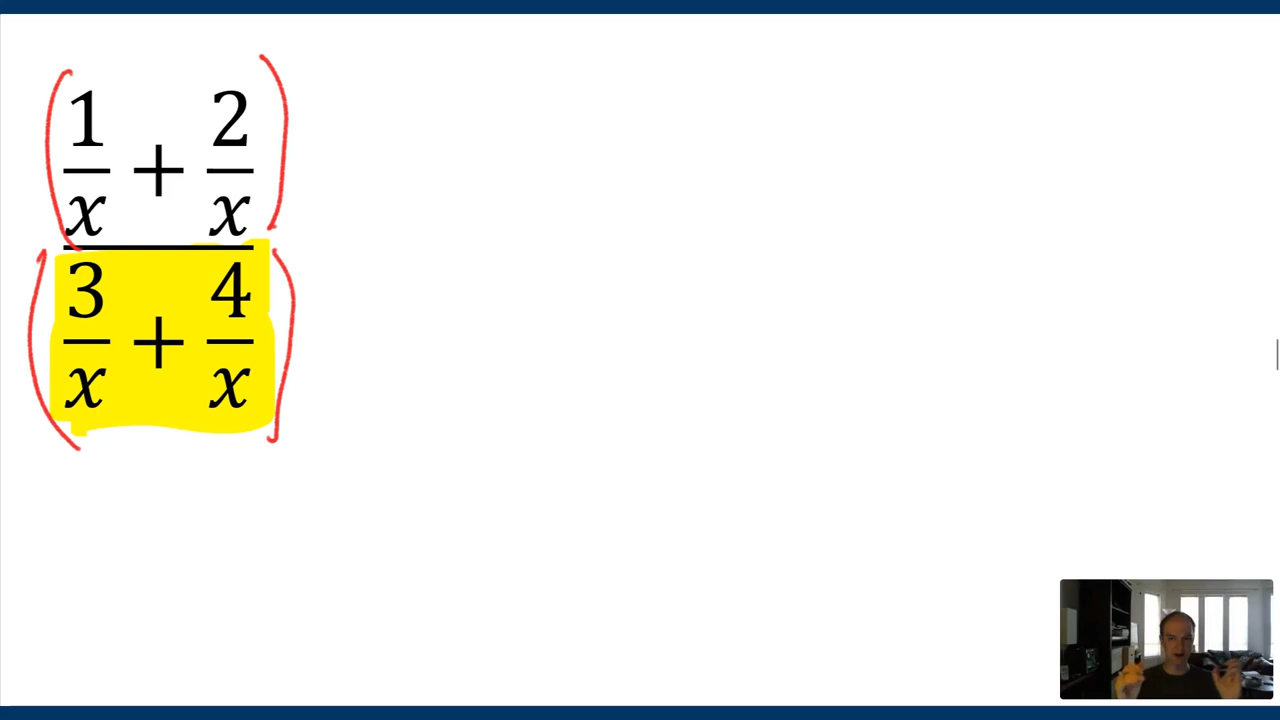 (1/x + 2/x)
(3/x + 4/x)